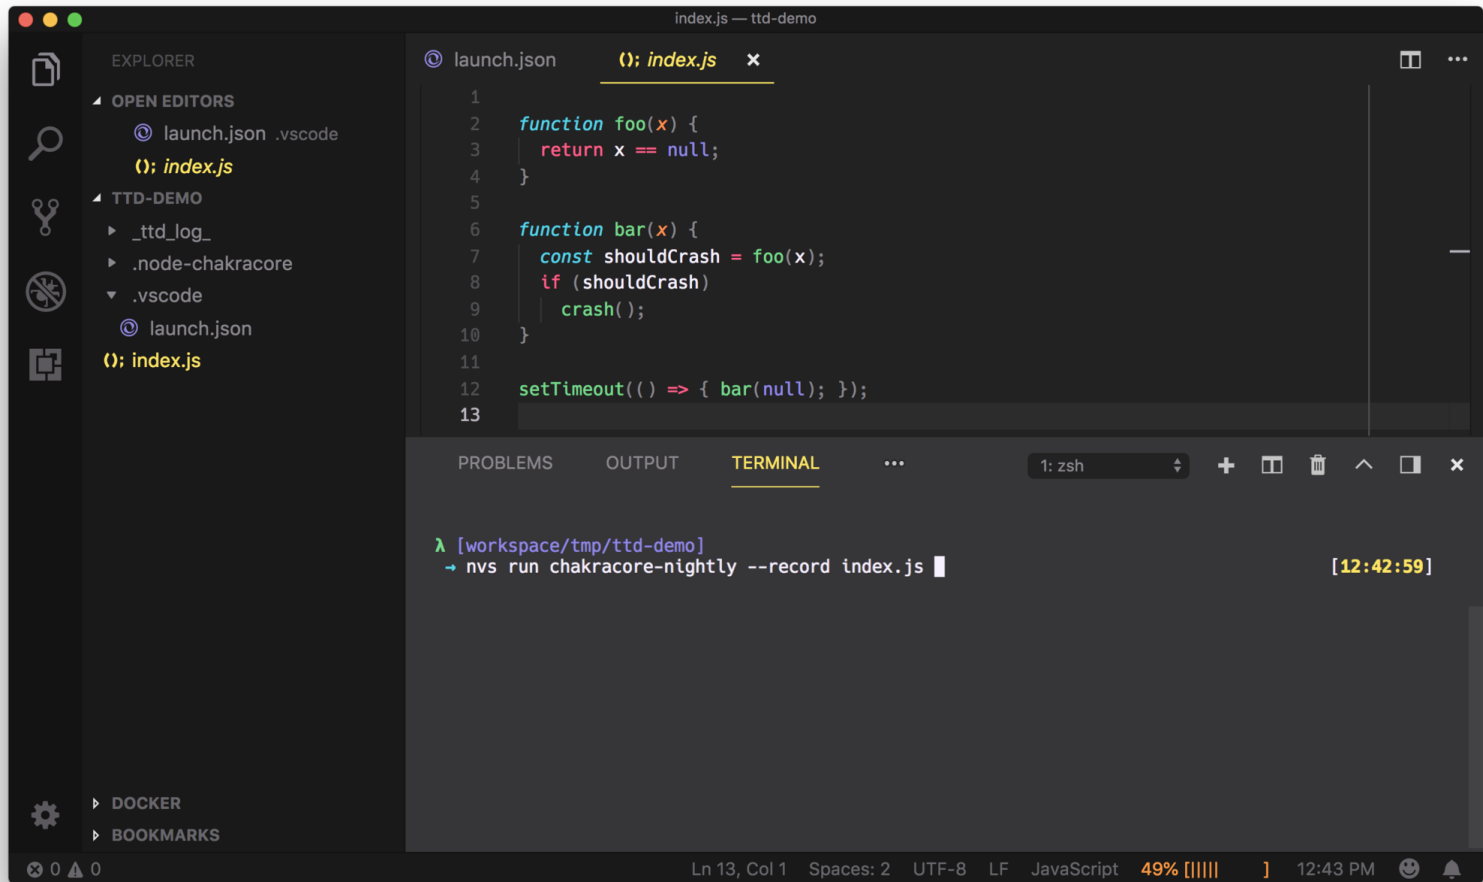 index.js — ttd-demo
EXPLORER
OPEN EDITORS
launch.json .vscode
(); index.js
TTD-DEMO
_ttd_log_
.node-chakracore
.vscode
launch.json
(); index.js
DOCKER
BOOKMARKS
launch.json (); index.js
1
2 function foo(x) {
3 return x == null;
4 }
5
6 function bar(x) {
7 const shouldCrash = foo(x);
8 if (shouldCrash)
9 crash();
10 }
11
12 setTimeout(() => { bar(null); });
13
PROBLEMS OUTPUT TERMINAL ••• 1: zsh
λ [workspace/tmp/ttd-demo]
→ nvs run chakracore-nightly --record index.js [12:42:59]
0 0 Ln 13, Col 1 Spaces: 2 UTF-8 LF JavaScript 49% [||||| ] 12:43 PM